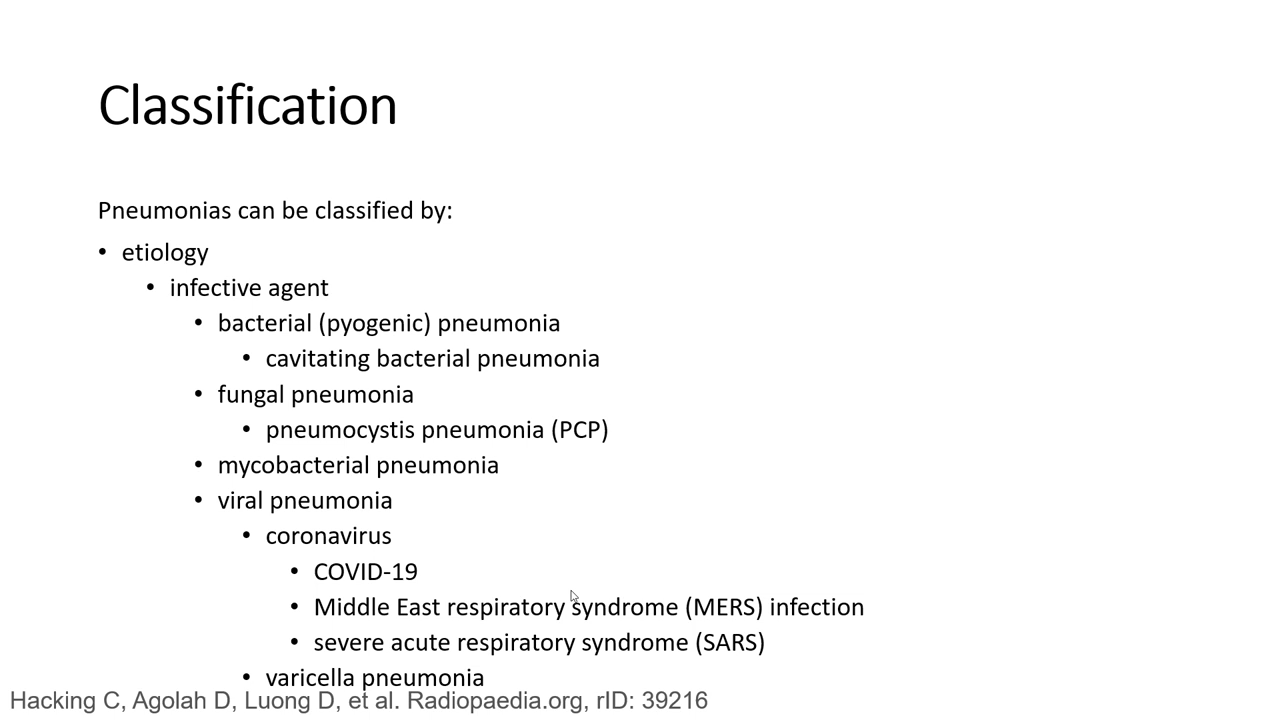 Classification
Pneumonias can be classified by:
• etiology
• infective agent
• bacterial (pyogenic) pneumonia
• cavitating bacterial pneumonia
• fungal pneumonia
• pneumocystis pneumonia (PCP)
• mycobacterial pneumonia
• viral pneumonia
• coronavirus
• COVID-19
• Middle East respiratory syndrome (MERS) infection
• severe acute respiratory syndrome (SARS)
• varicella pneumonia
Hacking C, Agolah D, Luong D, et al. Radiopaedia.org, rID: 39216